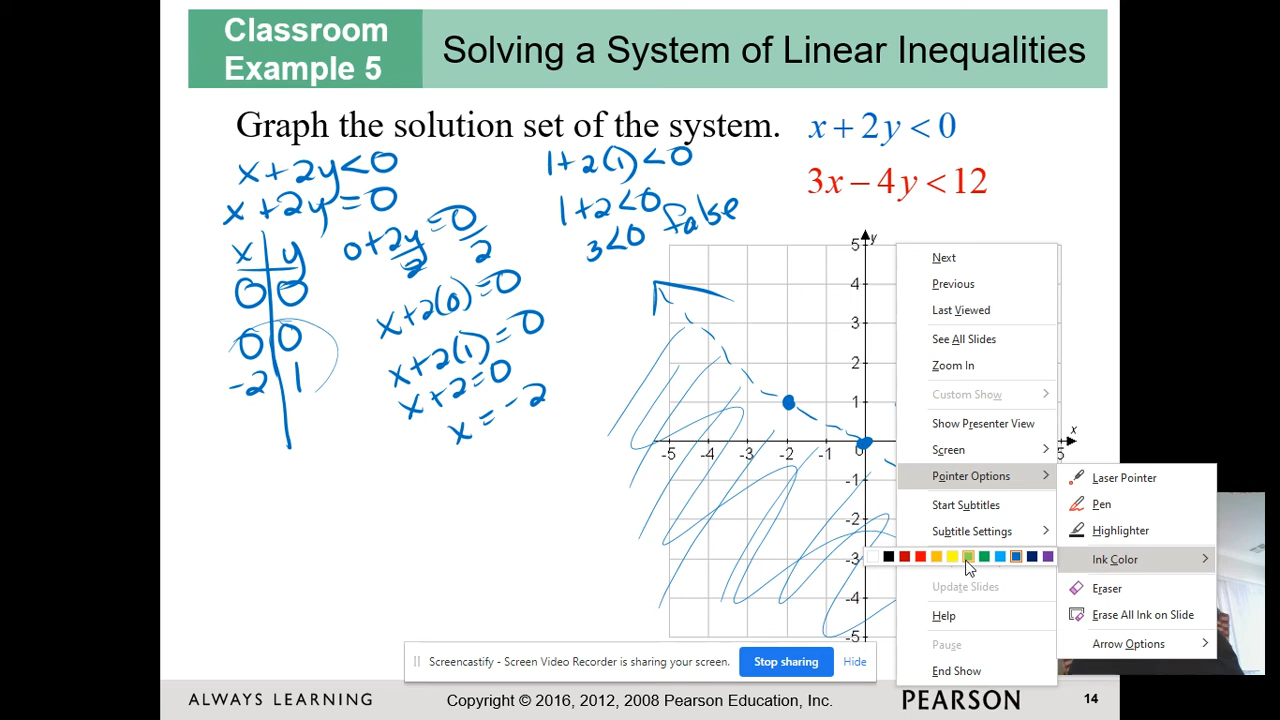 Classroom
Example 5
Solving a System of Linear Inequalities
Graph the solution set of the system.
x + 2y < 0
3x − 4y < 12
x+2y<0
x+2y=0
x y
0 0
0 0
-2 1
0+2y=0
2 2
x+2(0)=0
x+2(1)=0
x+2=0
x=-2
1+2(1)<0
1+2<0
3<0 false
y
5
4
3
2
1
-5 -4 -3 -2 -1 0 5
x
-1
-2
-3
-4
-5
Next
Previous
Last Viewed
See All Slides
Zoom In
Custom Show
Show Presenter View
Screen
Pointer Options
Start Subtitles
Subtitle Settings
Update Slides
Help
Pause
End Show
Laser Pointer
Pen
Highlighter
Ink Color
Eraser
Erase All Ink on Slide
Arrow Options
Screencastify - Screen Video Recorder is sharing your screen.
Stop sharing
Hide
ALWAYS LEARNING
Copyright © 2016, 2012, 2008 Pearson Education, Inc.
PEARSON
14